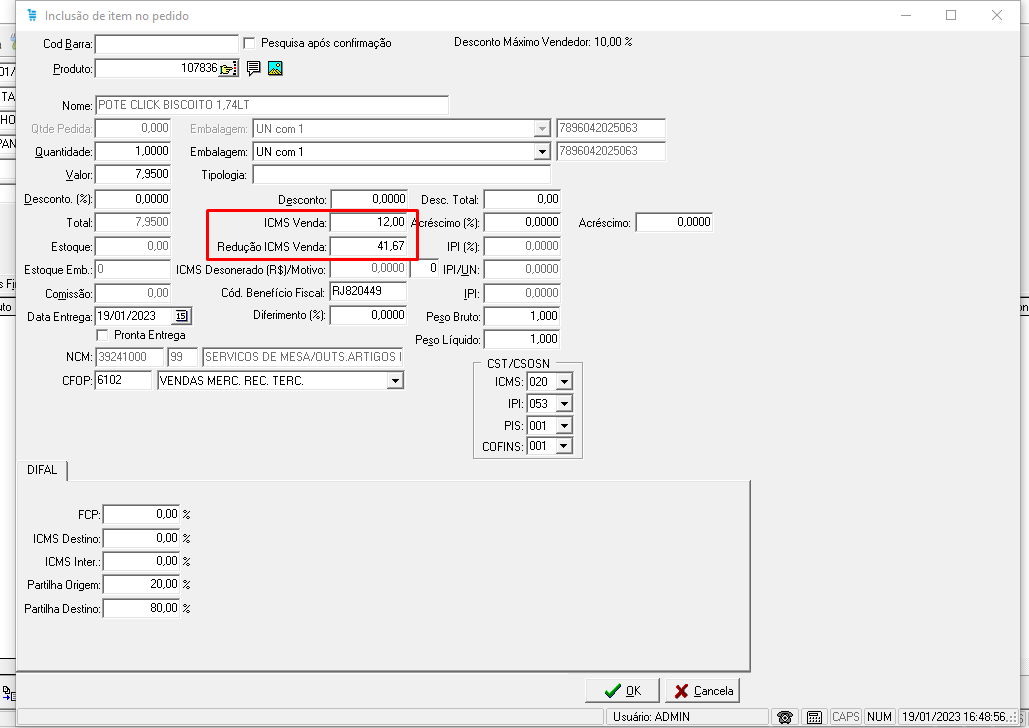 Inclusão de item no pedido
Cod Barra: Pesquisa após confirmação Desconto Máximo Vendedor: 10,00 %
Produto: 107836
Nome: POTE CLICK BISCOITO 1,74LT
Qtde Pedida: 0,000 Embalagem: UN com 1 7896042025063
Quantidade: 1,0000 Embalagem: UN com 1 7896042025063
Valor: 7,9500 Tipologia:
Desconto. (%): 0,0000 Desconto: 0,0000 Desc. Total: 0,00
Total: 7,9500 ICMS Venda: 12,00 Acréscimo (%): 0,0000 Acréscimo: 0,0000
Estoque: 0,00 Redução ICMS Venda: 41,67 IPI (%): 0,0000
Estoque Emb.: 0 ICMS Desonerado (R$)/Motivo: 0,0000 0 IPI/UN: 0,0000
Comissão: 0,00 Cód. Benefício Fiscal: RJ820449 IPI: 0,0000
Data Entrega: 19/01/2023 15 Diferimento (%): 0,0000 Peso Bruto: 1,000
Pronta Entrega Peso Líquido: 1,000
NCM: 39241000 99 SERVICOS DE MESA/OUTS.ARTIGOS
CFOP: 6102 VENDAS MERC. REC. TERC.
CST/CSOSN
ICMS: 020
IPI: 053
PIS: 001
COFINS: 001
DIFAL
FCP: 0,00 %
ICMS Destino: 0,00 %
ICMS Inter.: 0,00 %
Partilha Origem: 20,00 %
Partilha Destino: 80,00 %
OK Cancela
Usuário: ADMIN CAPS NUM 19/01/2023 16:48:56